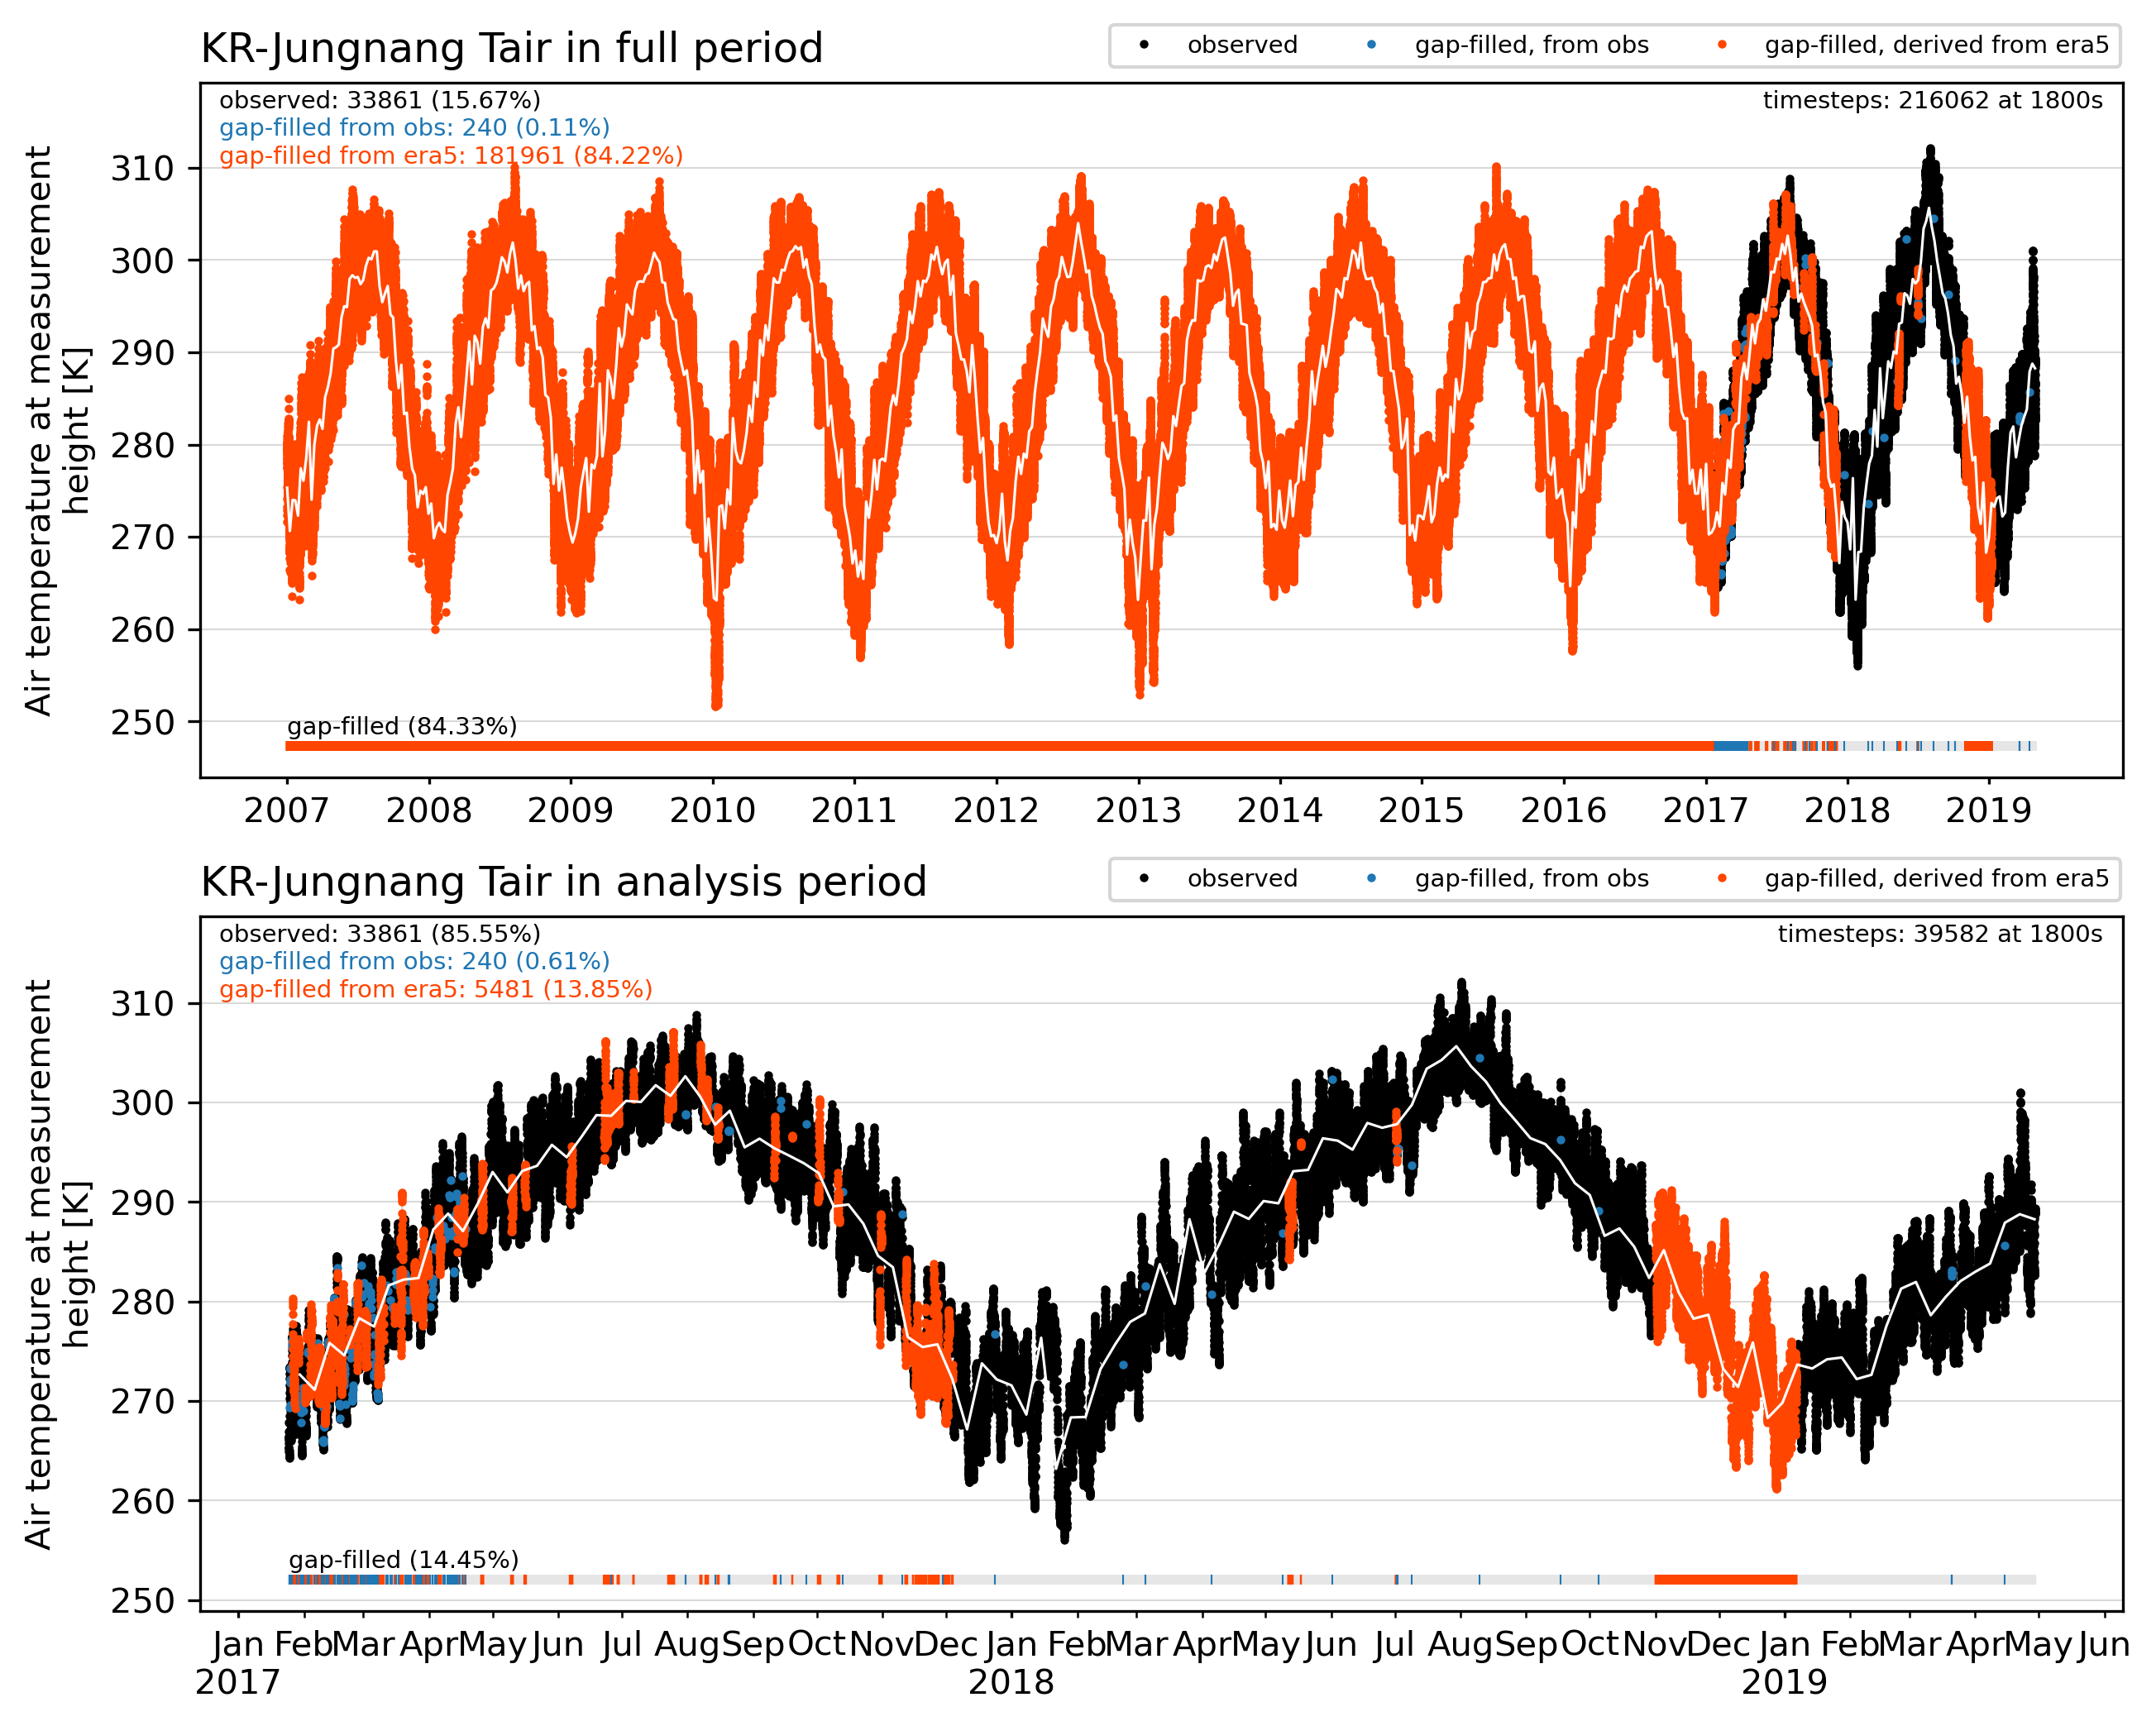 KR-Jungnang Tair in full period
observed
gap-filled, from obs
gap-filled, derived from era5
observed: 33861 (15.67%)
timesteps: 216062 at 1800s
gap-filled from obs: 240 (0.11%)
gap-filled from era5: 181961 (84.22%)
Air temperature at measurement
height [K]
310
300
290
280
270
260
250
gap-filled (84.33%)
2007 2008 2009 2010 2011 2012 2013 2014 2015 2016 2017 2018 2019
KR-Jungnang Tair in analysis period
observed
gap-filled, from obs
gap-filled, derived from era5
observed: 33861 (85.55%)
timesteps: 39582 at 1800s
gap-filled from obs: 240 (0.61%)
gap-filled from era5: 5481 (13.85%)
Air temperature at measurement
height [K]
310
300
290
280
270
260
250
gap-filled (14.45%)
Jan Feb Mar Apr May Jun Jul Aug Sep Oct Nov Dec Jan Feb Mar Apr May Jun Jul Aug Sep Oct Nov Dec Jan Feb Mar Apr May Jun
2017 2018 2019